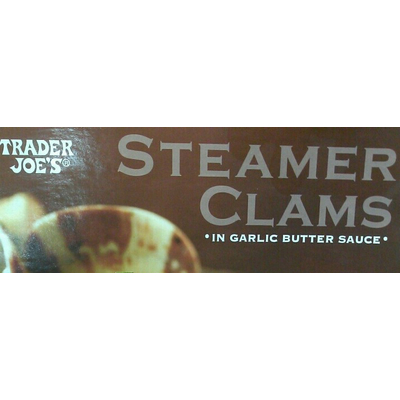 TRADER
JOE'S®
STEAMER
CLAMS
• IN GARLIC BUTTER SAUCE •